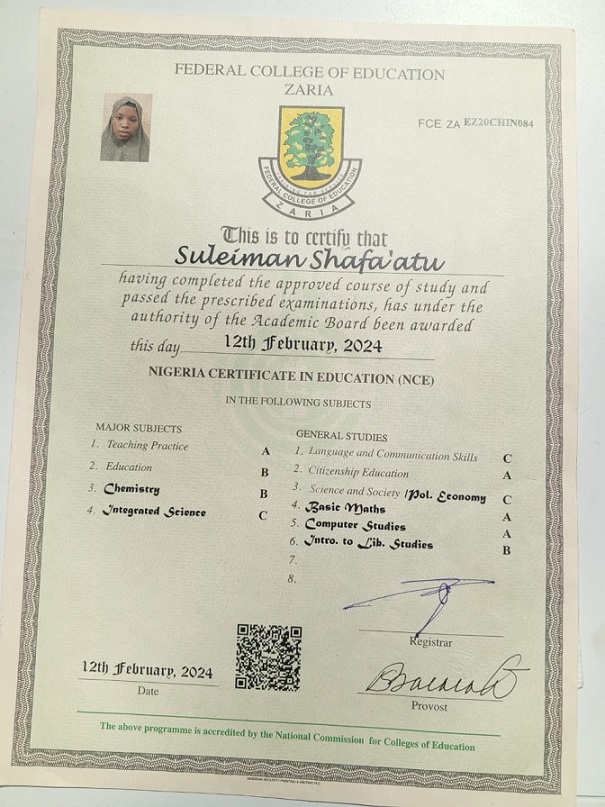 FEDERAL COLLEGE OF EDUCATION
ZARIA
FCE ZA EZ20CHIN084
FEDERAL COLLEGE OF EDUCATION
ZARIA
This is to certify that
Suleiman Shafa'atu
having completed the approved course of study and
passed the prescribed examinations, has under the
authority of the Academic Board been awarded
this day 12th February, 2024
NIGERIA CERTIFICATE IN EDUCATION (NCE)
IN THE FOLLOWING SUBJECTS
MAJOR SUBJECTS
1. Teaching Practice A
2. Education B
3. Chemistry B
4. Integrated Science C
GENERAL STUDIES
1. Language and Communication Skills C
2. Citizenship Education A
3. Science and Society /Pol. Economy C
4. Basic Maths A
5. Computer Studies A
6. Intro. to Lib. Studies B
7.
8.
Registrar
12th February, 2024
Date
Provost
The above programme is accredited by the National Commission for Colleges of Education